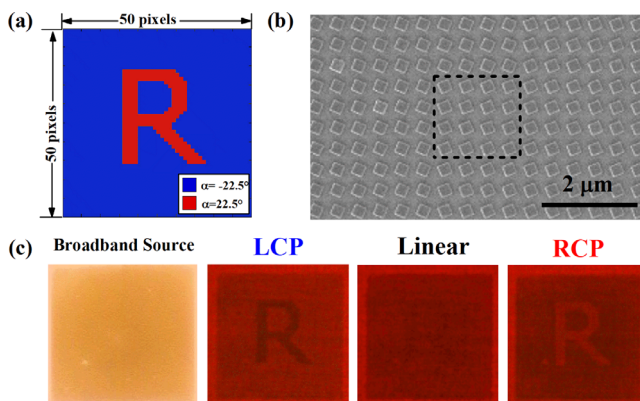 (a)
50 pixels
50 pixels
R
α= -22.5°
α=22.5°
(b)
2 μm
(c)
Broadband Source
LCP
Linear
RCP
R
R